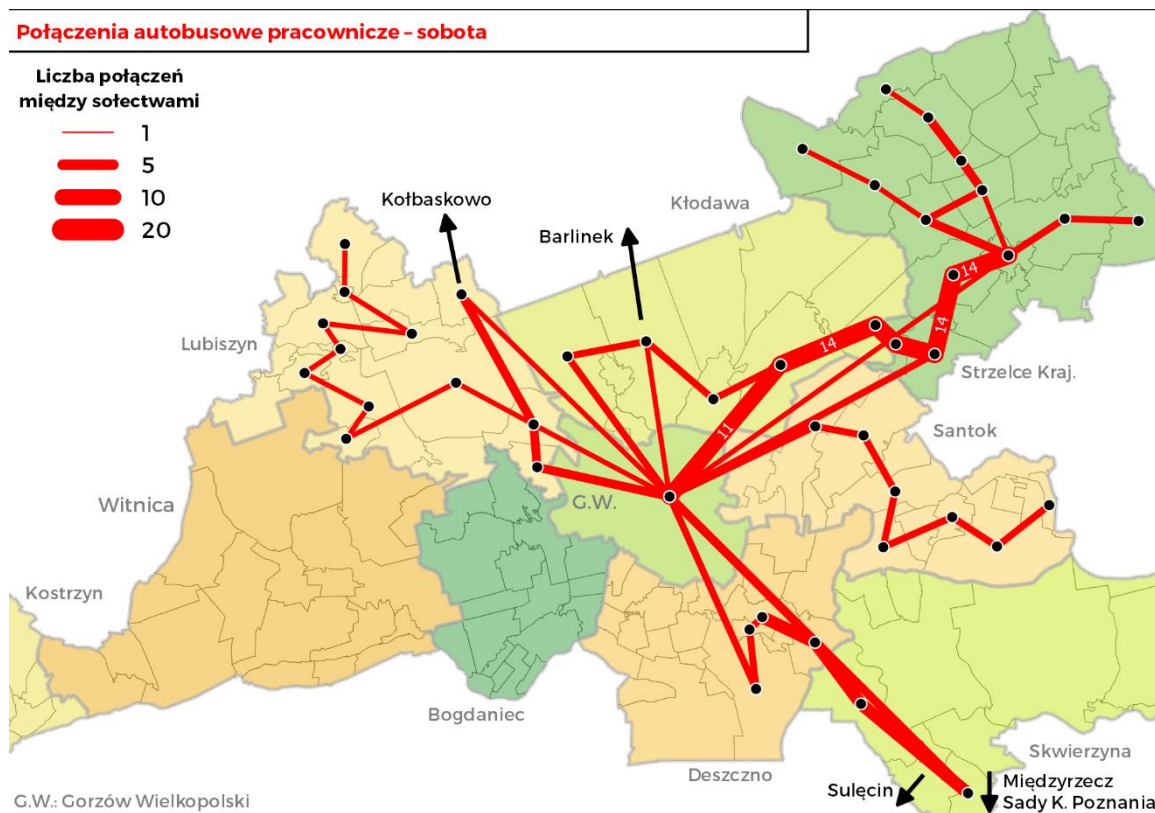 Połączenia autobusowe pracownicze – sobota
Liczba połączeń
między sołectwami
1
5
10
20
Kołbaskowo
Barlinek
Kłodawa
Lubiszyn
14
14
14
11
Strzelce Kraj.
Santok
Witnica
G.W.
Kostrzyn
Bogdaniec
Deszczno
Skwierzyna
Sulęcin
Międzyrzecz
Sady K. Poznania
G.W.: Gorzów Wielkopolski